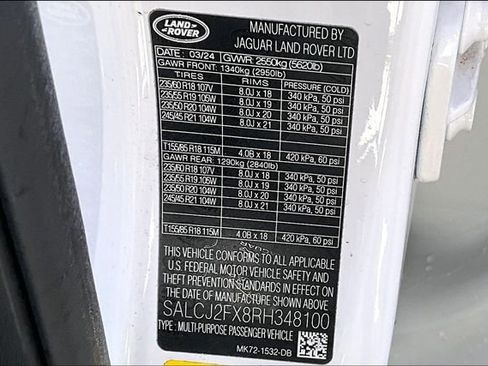 LAND
ROVER
MANUFACTURED BY
JAGUAR LAND ROVER LTD
DATE: 03/24 GVWR: 2550kg (5620lb)
GAWR FRONT: 1340kg (2950lb)
TIRES RIMS PRESSURE (COLD)
235/60 R18 107V 8.0J x 18 340 kPa, 50 psi
235/55 R19 105W 8.0J x 19 340 kPa, 50 psi
235/50 R20 104W 8.0J x 20 340 kPa, 50 psi
245/45 R21 104W 8.0J x 21 340 kPa, 50 psi
T155/85 R18 115M 4.0B x 18 420 kPa, 60 psi
GAWR REAR: 1290kg (2840lb)
235/60 R18 107V 8.0J x 18 340 kPa, 50 psi
235/55 R19 105W 8.0J x 19 340 kPa, 50 psi
235/50 R20 104W 8.0J x 20 340 kPa, 50 psi
245/45 R21 104W 8.0J x 21 340 kPa, 50 psi
T155/85 R18 115M 4.0B x 18 420 kPa, 60 psi
THIS VEHICLE CONFORMS TO ALL APPLICABLE
U.S. FEDERAL MOTOR VEHICLE SAFETY AND
THEFT PREVENTION STANDARDS IN EFFECT ON
THE DATE OF MANUFACTURE SHOWN ABOVE
SALCJ2FX8RH348100
TYPE: MULTI-PURPOSE PASSENGER VEHICLE
MK72-1532-DB